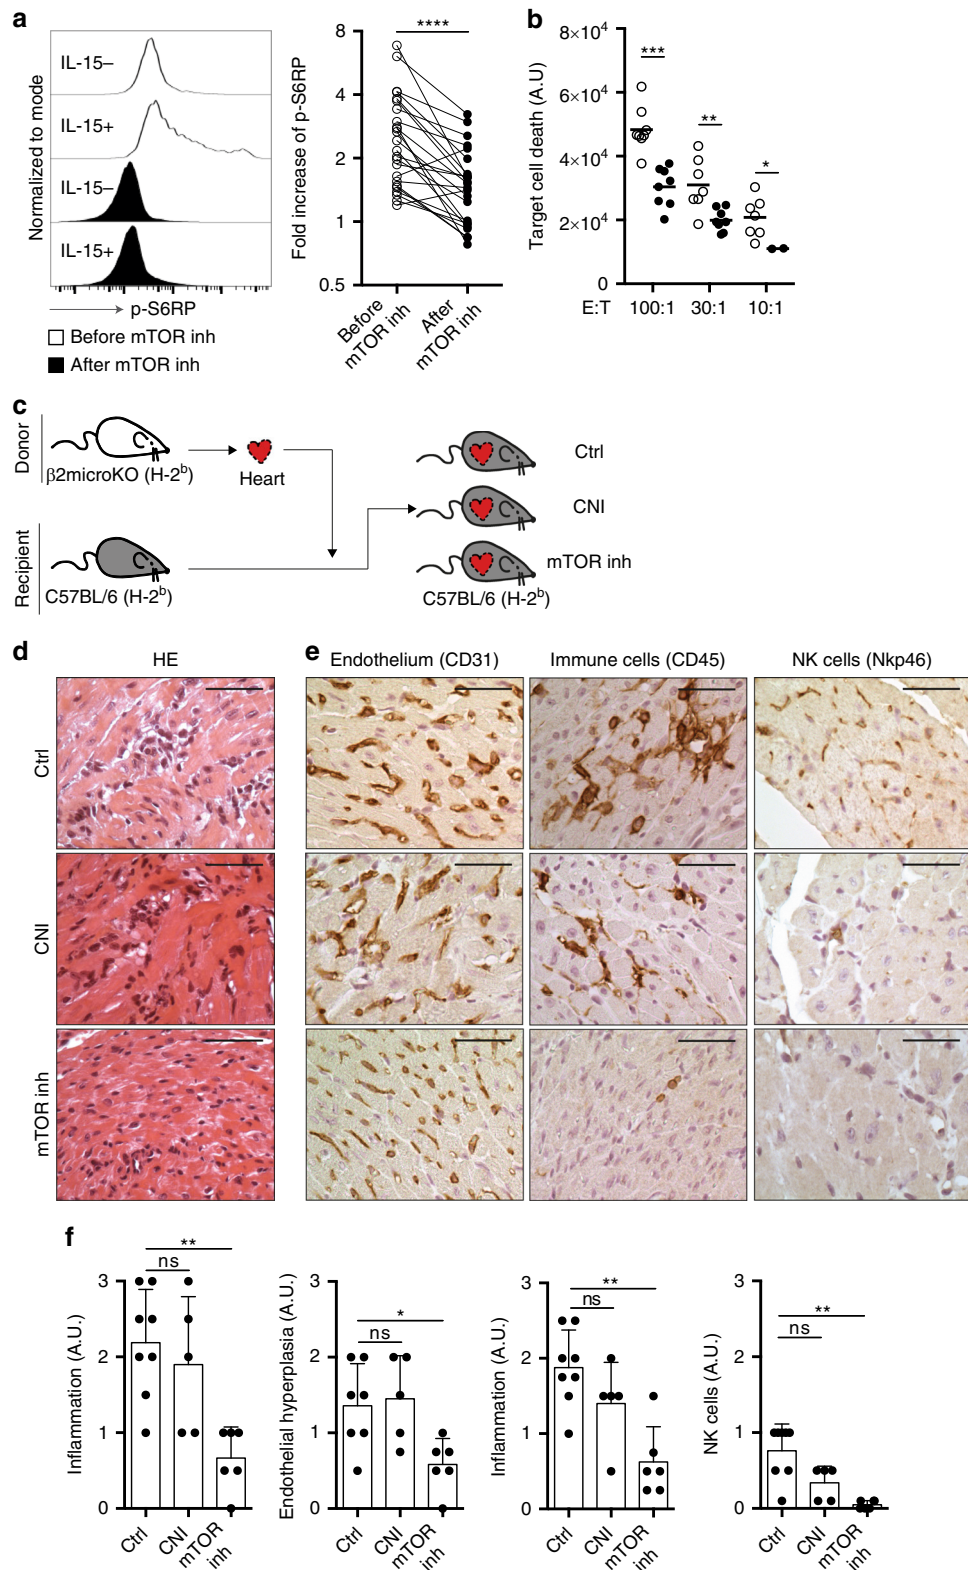 a
Normalized to mode
IL-15–
IL-15+
IL-15–
IL-15+
p-S6RP
Before mTOR inh
After mTOR inh
****
Fold increase of p-S6RP
8
4
2
1
0.5
Before mTOR inh
After mTOR inh
b
Target cell death (A.U)
8×10⁴
6×10⁴
4×10⁴
2×10⁴
0
***
**
*
E:T 100:1 30:1 10:1
c
Donor
β2microKO (H-2ᵇ)
Heart
Recipient
C57BL/6 (H-2ᵇ)
Ctrl
CNI
mTOR inh
C57BL/6 (H-2ᵇ)
d
HE
Ctrl
CNI
mTOR inh
e
Endothelium (CD31)
Immune cells (CD45)
NK cells (Nkp46)
f
Inflammation (A.U.)
3
2
1
0
**
ns
Ctrl
CNI
mTOR inh
Endothelial hyperplasia (A.U.)
3
2
1
0
*
ns
Ctrl
CNI
mTOR inh
Inflammation (A.U.)
3
2
1
0
**
ns
Ctrl
CNI
mTOR inh
NK cells (A.U.)
3
2
1
0
**
ns
Ctrl
CNI
mTOR inh